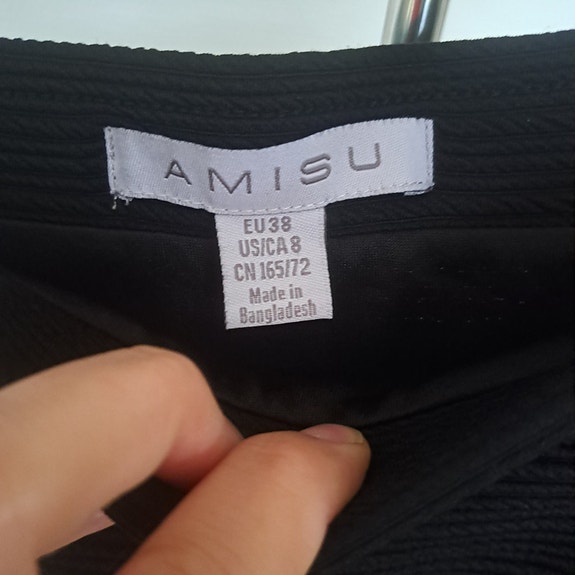 AMISU
EU 38
US/CA 8
CN 165/72
Made in
Bangladesh